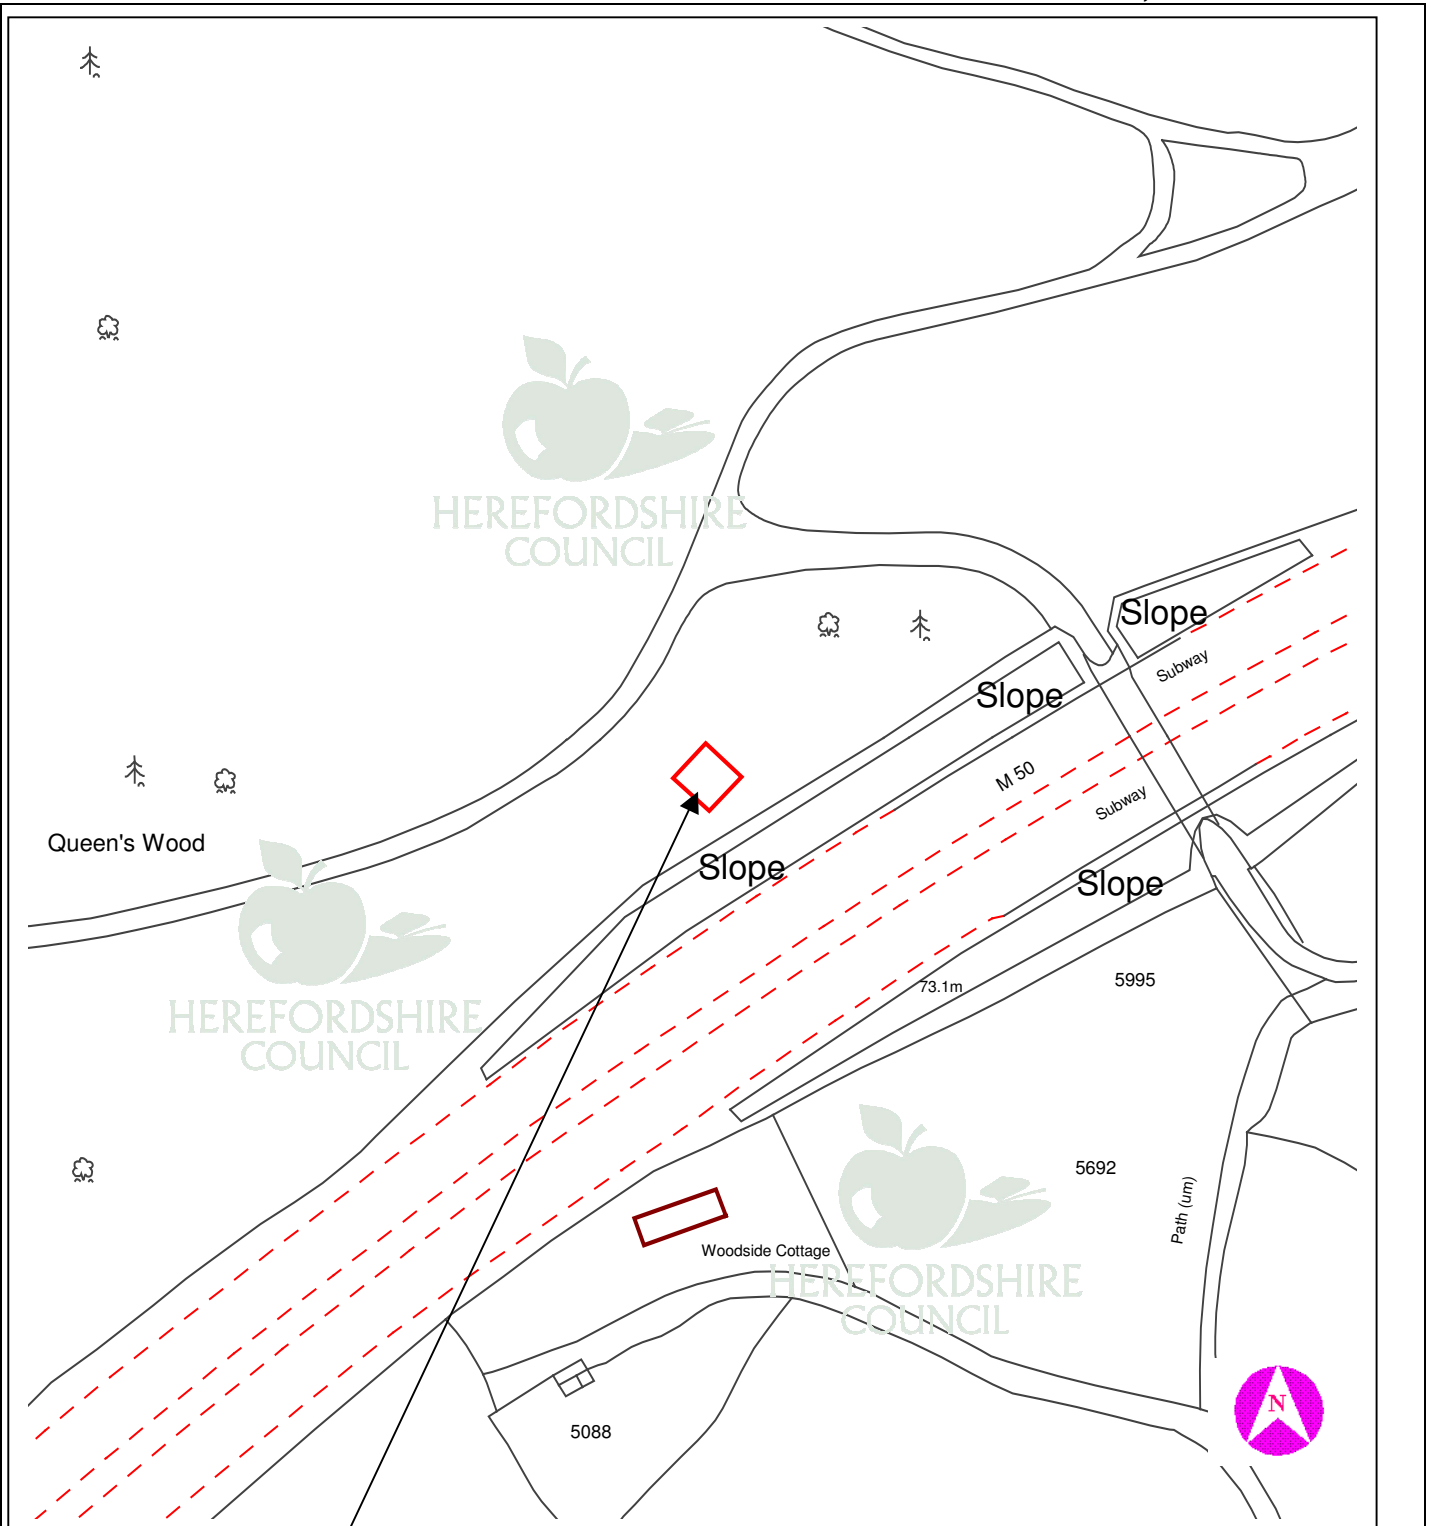 HEREFORDSHIRE
COUNCIL
Slope
Subway
Slope
M 50
Subway
Queen's Wood
Slope
Slope
73.1m
5995
HEREFORDSHIRE
COUNCIL
5692
Path (um)
Woodside Cottage
HEREFORDSHIRE
COUNCIL
N
5088